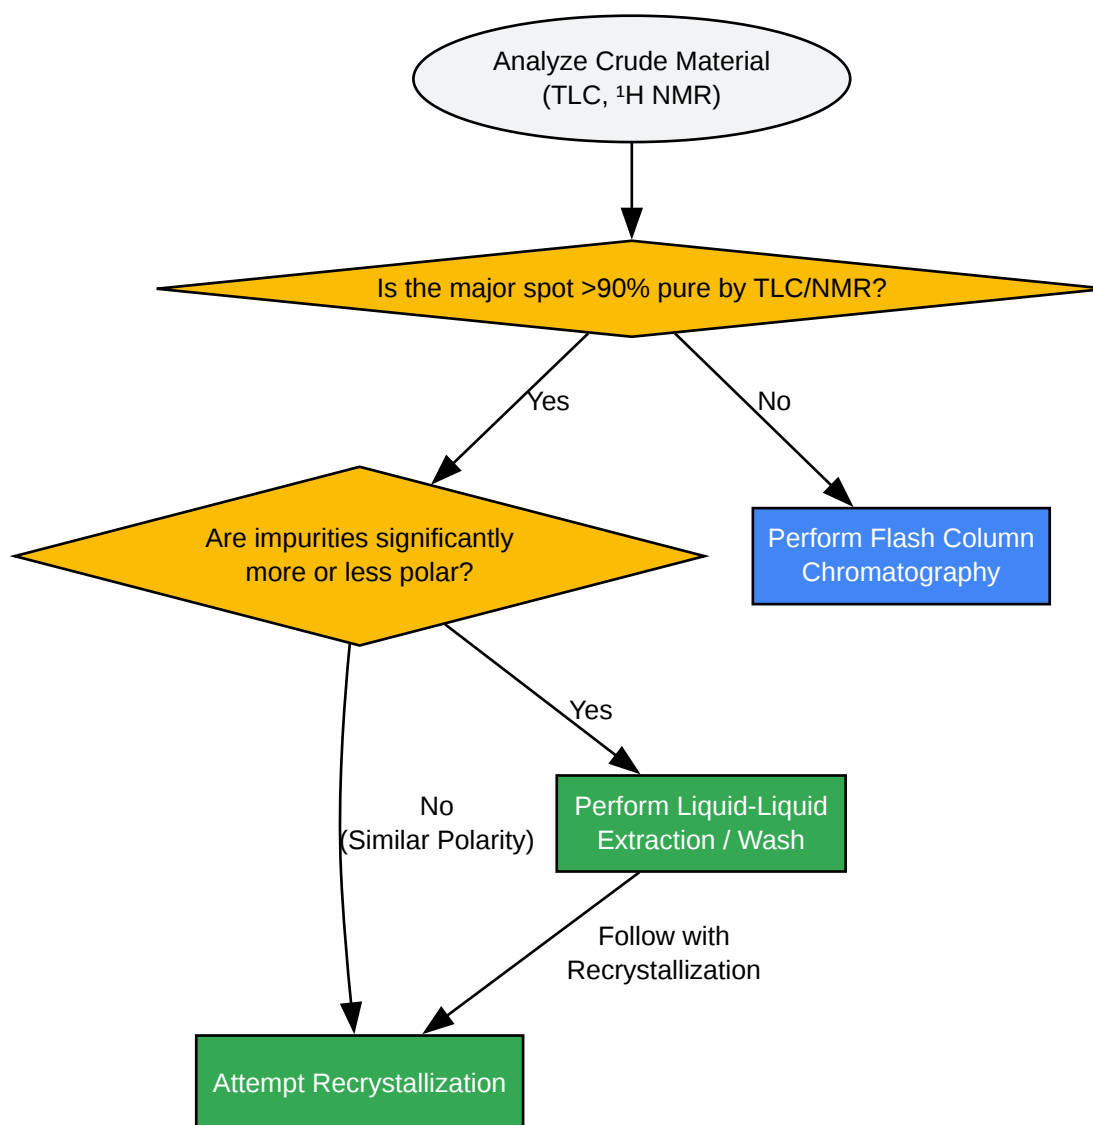 Analyze Crude Material
(TLC, ¹H NMR)
Is the major spot >90% pure by TLC/NMR?
Yes
No
Are impurities significantly
more or less polar?
Perform Flash Column
Chromatography
Yes
No
(Similar Polarity)
Perform Liquid-Liquid
Extraction / Wash
Follow with
Recrystallization
Attempt Recrystallization